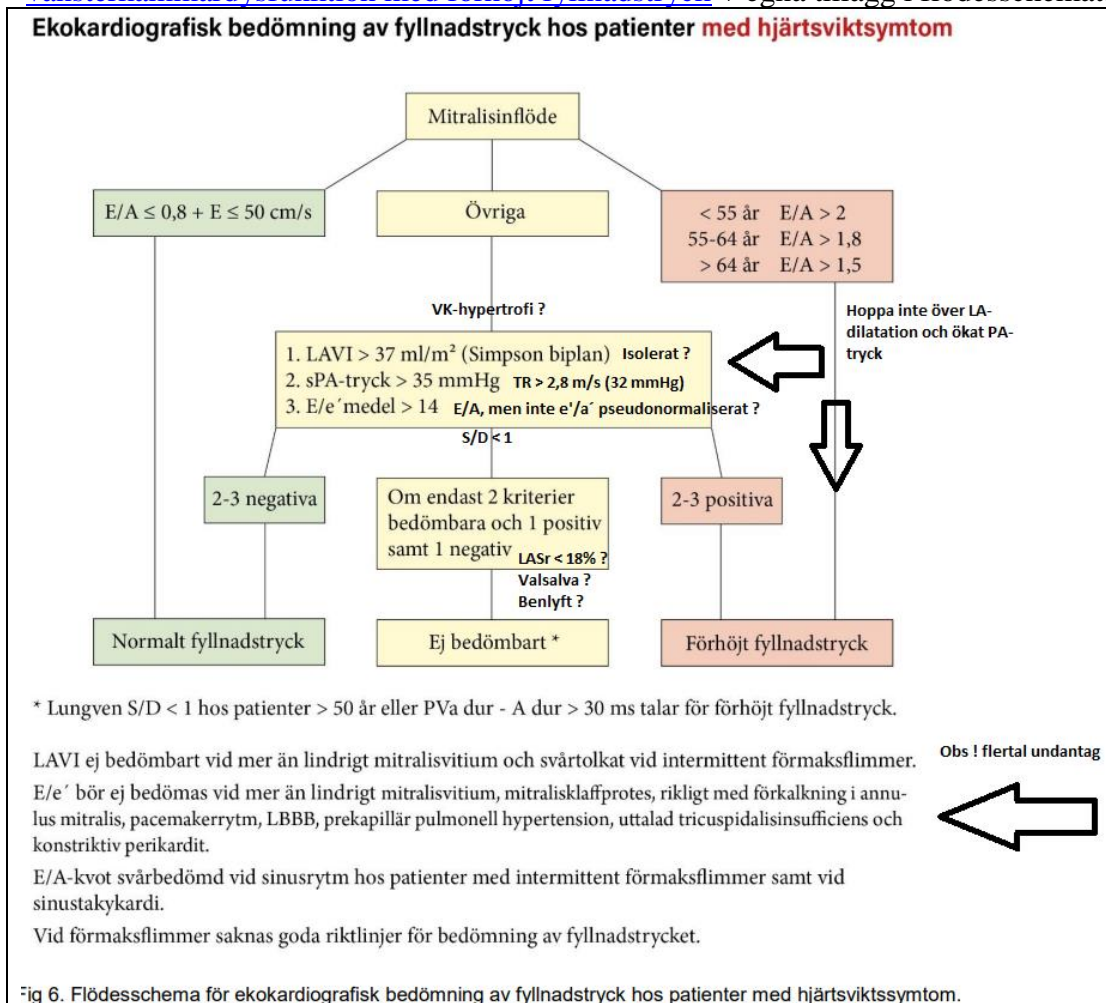 Vänsterkammardysfunktion med förhöjt fyllnadstryck + egna tillägg i flödesschemat
Ekokardiografisk bedömning av fyllnadstryck hos patienter med hjärtsviktsymtom
Mitralisinflöde
E/A ≤ 0,8 + E ≤ 50 cm/s
Övriga
< 55 år E/A > 2
55-64 år E/A > 1,8
> 64 år E/A > 1,5
VK-hypertrofi ?
Hoppa inte över LA-
dilatation och ökat PA-
tryck
1. LAVI > 37 ml/m² (Simpson biplan) Isolerat ?
2. sPA-tryck > 35 mmHg TR > 2,8 m/s (32 mmHg)
3. E/e´medel > 14 E/A, men inte e'/a´ pseudonormaliserat ?
S/D < 1
2-3 negativa
Om endast 2 kriterier
bedömbara och 1 positiv
samt 1 negativ LASr < 18% ?
Valsalva ?
Benlyft ?
2-3 positiva
Normalt fyllnadstryck
Ej bedömbart *
Förhöjt fyllnadstryck
* Lungven S/D < 1 hos patienter > 50 år eller PVa dur - A dur > 30 ms talar för förhöjt fyllnadstryck.
LAVI ej bedömbart vid mer än lindrigt mitralisvitium och svårtolkat vid intermittent förmaksflimmer.
Obs ! flertal undantag
E/e´ bör ej bedömas vid mer än lindrigt mitralisvitium, mitralisklaffprotes, rikligt med förkalkning i annu-
lus mitralis, pacemakerrytm, LBBB, prekapillär pulmonell hypertension, uttalad tricuspidalisinsufficiens och
konstriktiv perikardit.
E/A-kvot svårbedömd vid sinusrytm hos patienter med intermittent förmaksflimmer samt vid
sinustakykardi.
Vid förmaksflimmer saknas goda riktlinjer för bedömning av fyllnadstrycket.
Fig 6. Flödesschema för ekokardiografisk bedömning av fyllnadstryck hos patienter med hjärtsviktssymtom.